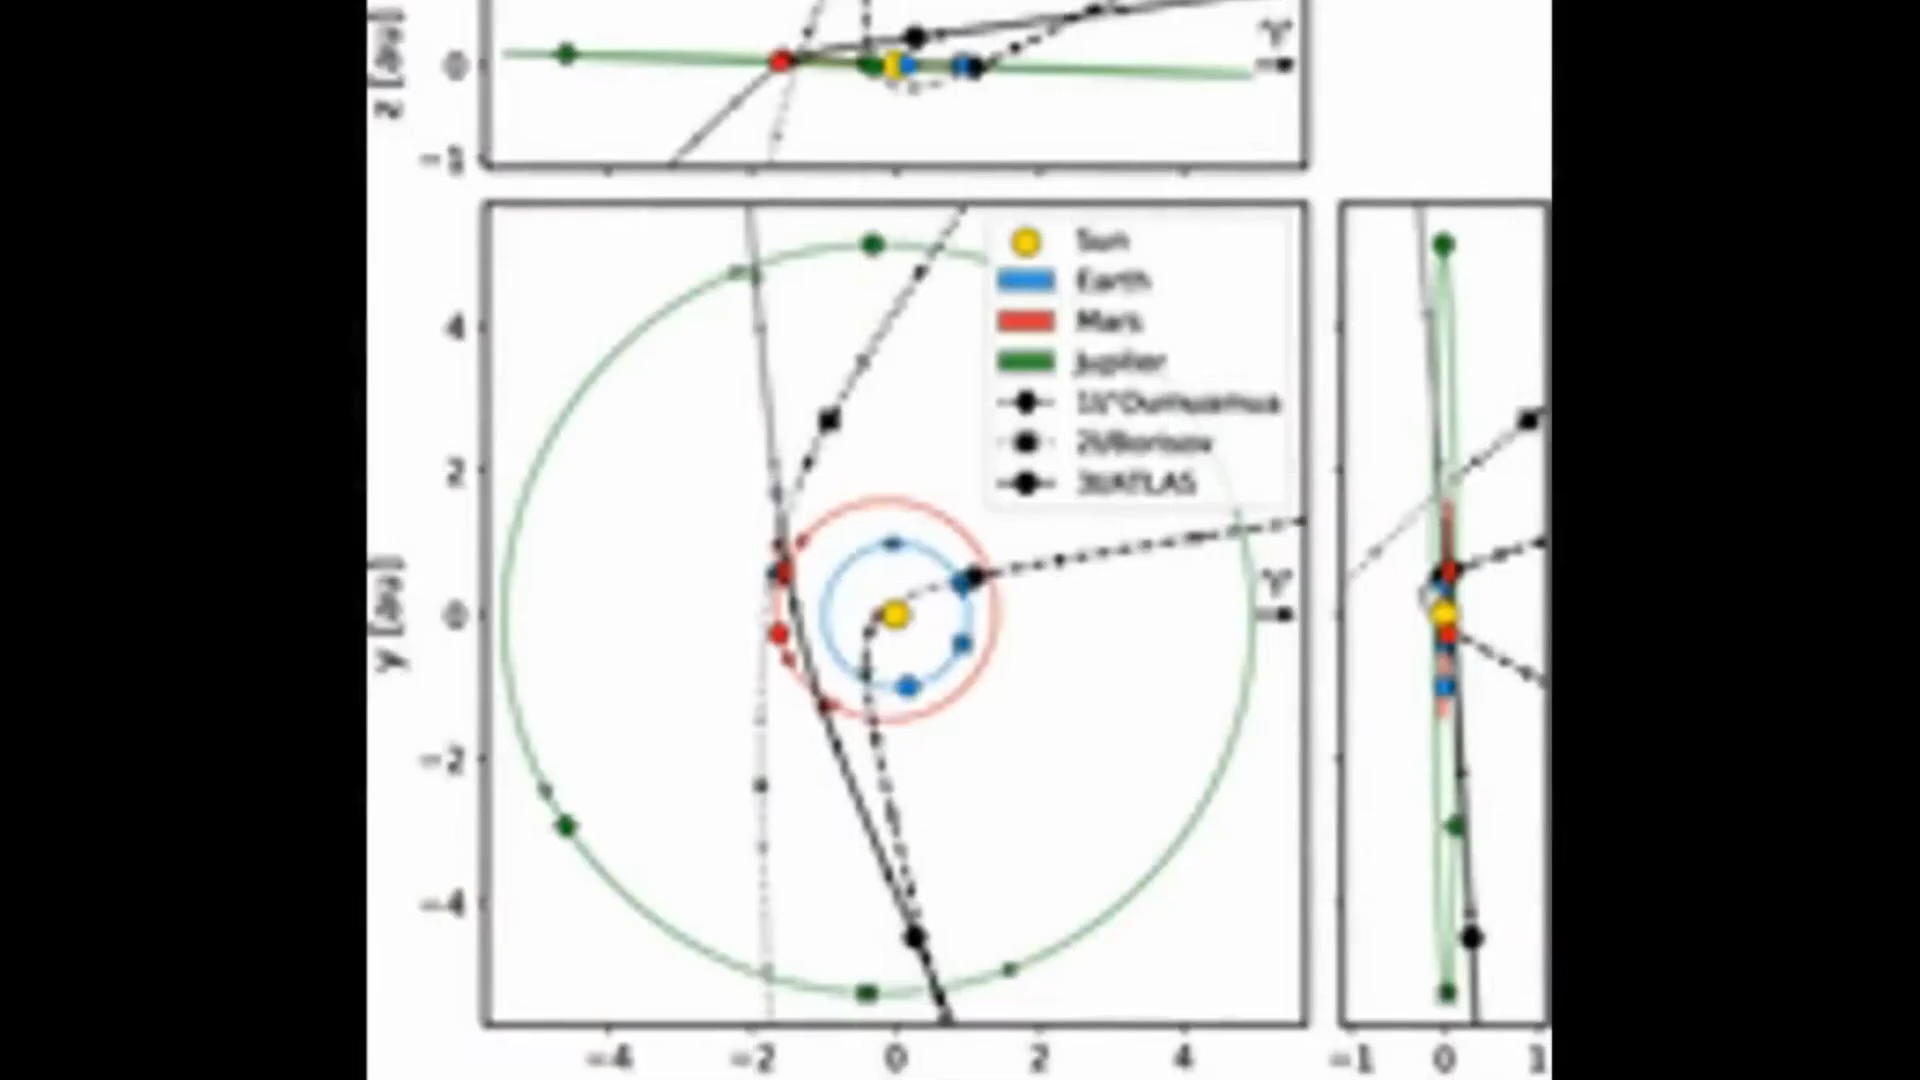 z [au]
0
−1
Sun
Earth
Mars
Jupiter
1I/ʻOumuamua
2I/Borisov
3I/ATLAS
♈
♈
y [au]
4
2
0
−2
−4
−4 −2 0 2 4
−1 0 1